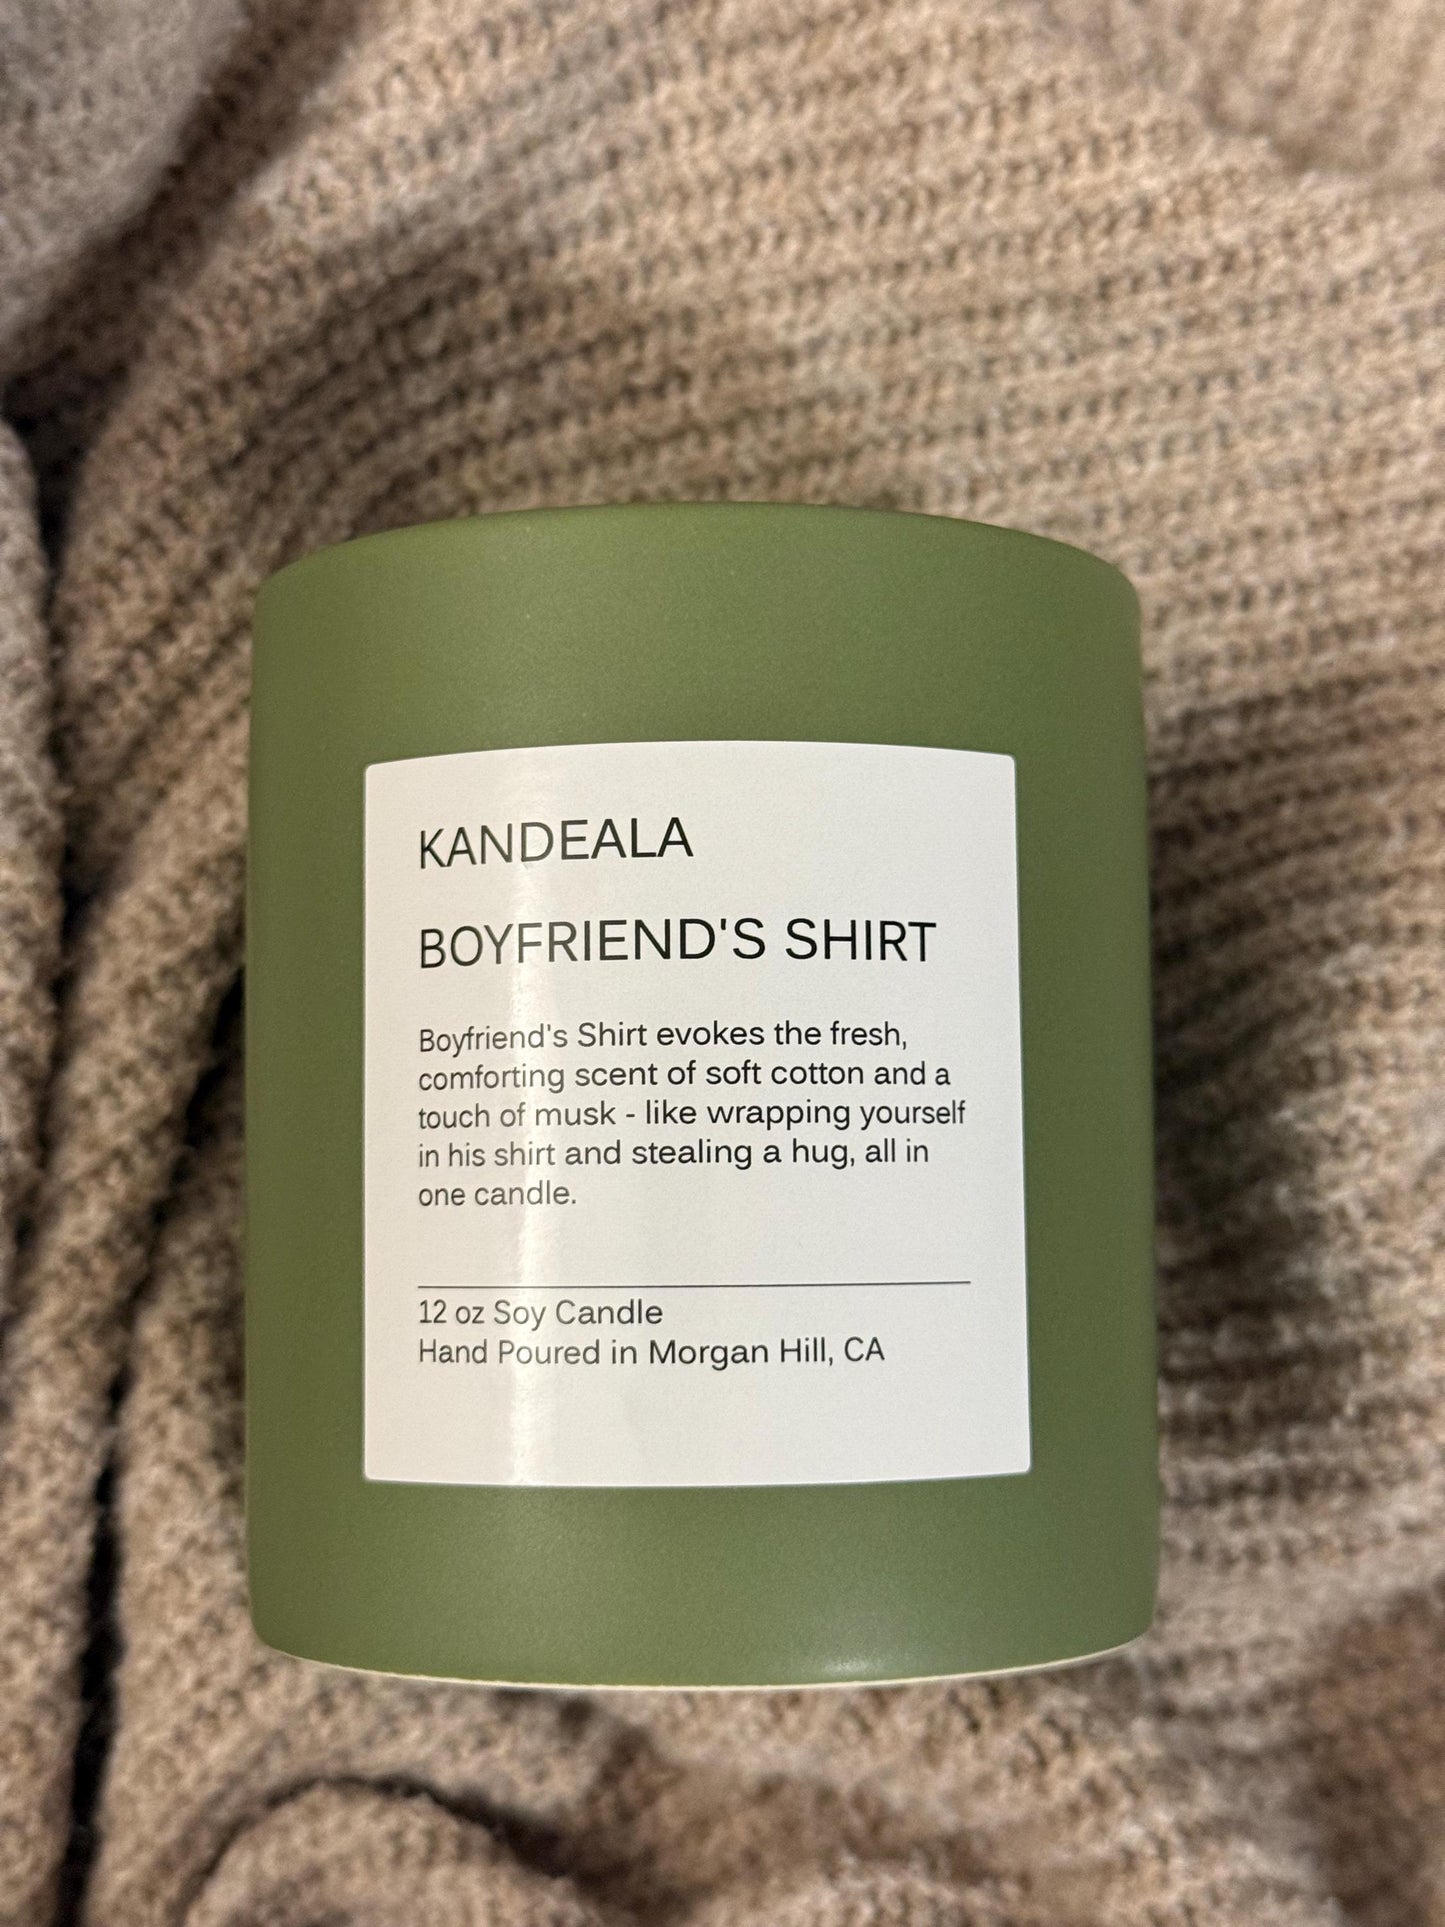 KANDEALA
BOYFRIEND'S SHIRT
Boyfriend's Shirt evokes the fresh,
comforting scent of soft cotton and a
touch of musk - like wrapping yourself
in his shirt and stealing a hug, all in
one candle.
12 oz Soy Candle
Hand Poured in Morgan Hill, CA